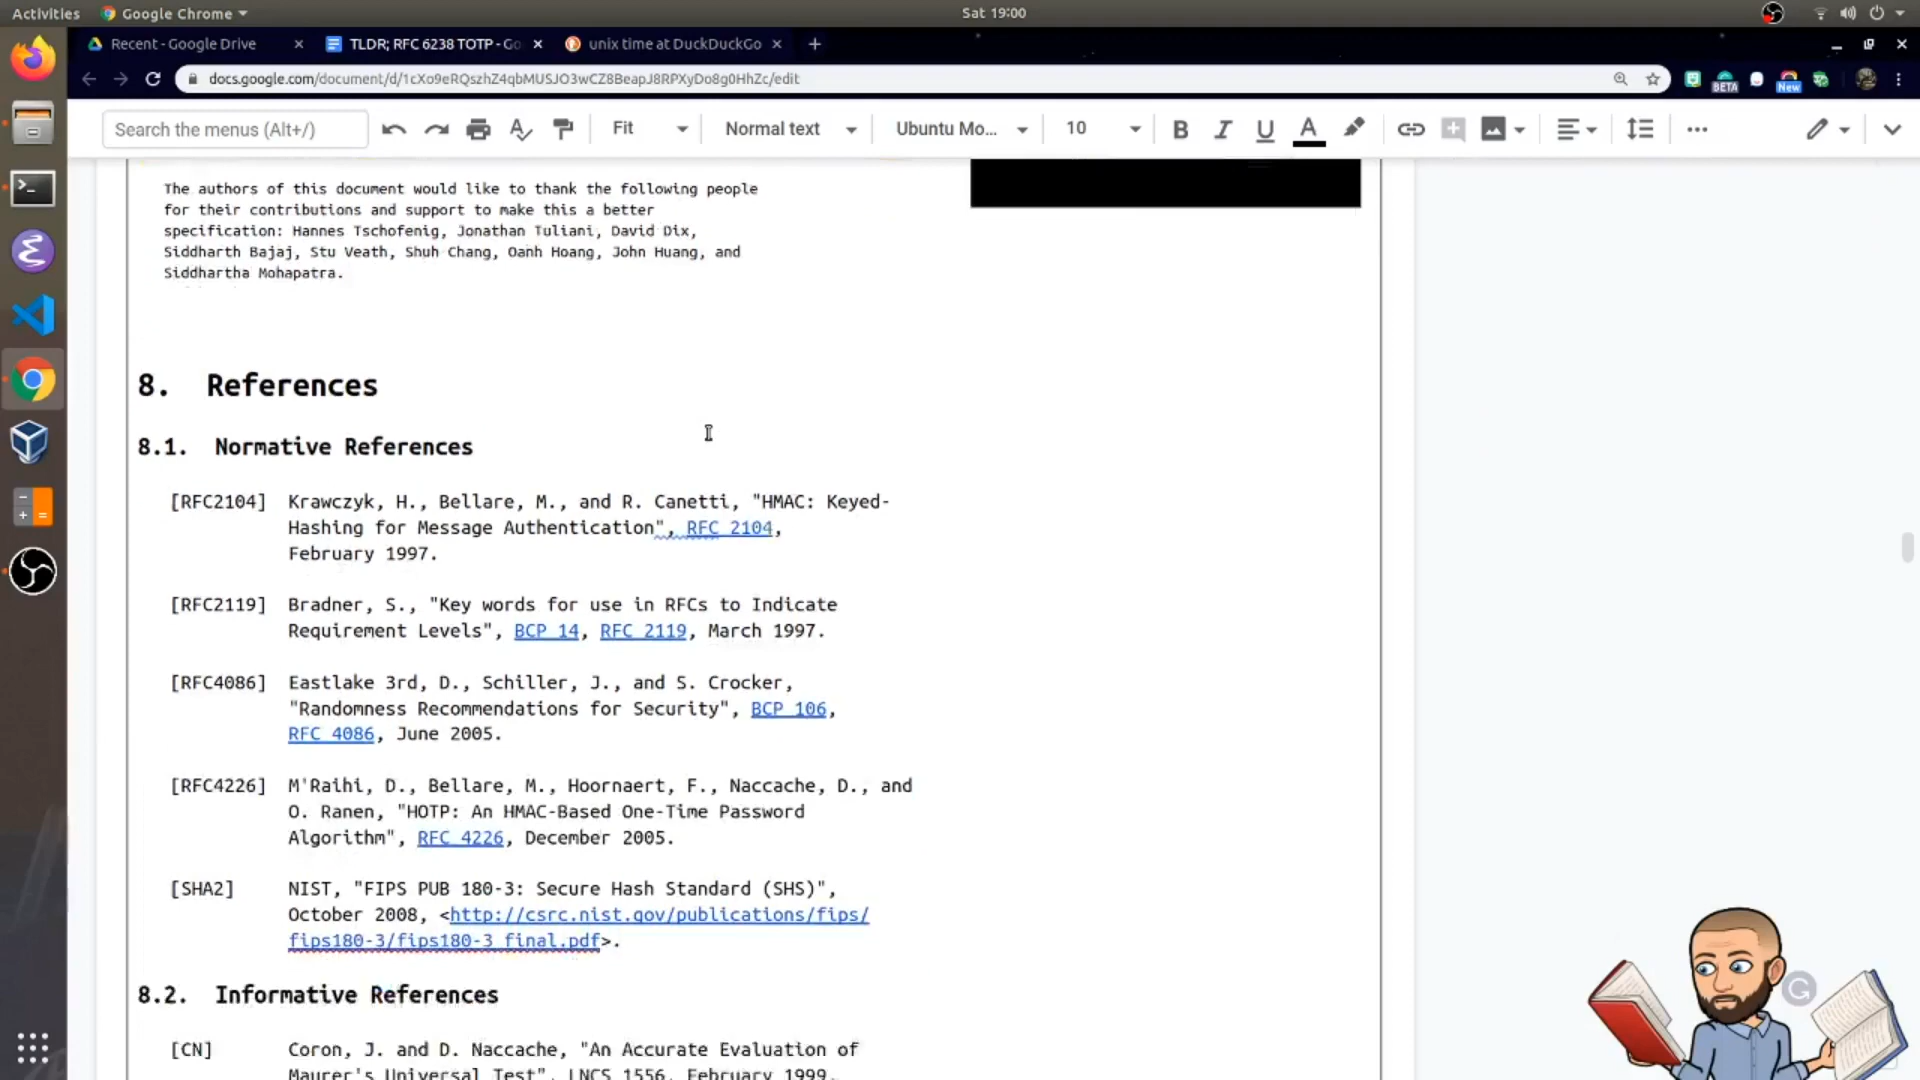 Activities Google Chrome Sat 19:00
Recent - Google Drive TLDR; RFC 6238 TOTP - Go unix time at DuckDuckGo
docs.google.com/document/d/1cXo9eRQszhZ4qbMUSJO3wCZ8BeapJ8RPXyDo8g0HhZc/edit BETA New
Search the menus (Alt+/) Fit Normal text Ubuntu Mo... 10 B I U A
The authors of this document would like to thank the following people
for their contributions and support to make this a better
specification: Hannes Tschofenig, Jonathan Tuliani, David Dix,
Siddharth Bajaj, Stu Veath, Shuh Chang, Oanh Hoang, John Huang, and
Siddhartha Mohapatra.
8. References
8.1. Normative References
[RFC2104] Krawczyk, H., Bellare, M., and R. Canetti, "HMAC: Keyed-
Hashing for Message Authentication", RFC 2104,
February 1997.
[RFC2119] Bradner, S., "Key words for use in RFCs to Indicate
Requirement Levels", BCP 14, RFC 2119, March 1997.
[RFC4086] Eastlake 3rd, D., Schiller, J., and S. Crocker,
"Randomness Recommendations for Security", BCP 106,
RFC 4086, June 2005.
[RFC4226] M'Raihi, D., Bellare, M., Hoornaert, F., Naccache, D., and
O. Ranen, "HOTP: An HMAC-Based One-Time Password
Algorithm", RFC 4226, December 2005.
[SHA2] NIST, "FIPS PUB 180-3: Secure Hash Standard (SHS)",
October 2008, <http://csrc.nist.gov/publications/fips/
fips180-3/fips180-3_final.pdf>.
8.2. Informative References
[CN] Coron, J. and D. Naccache, "An Accurate Evaluation of
Maurer's Universal Test", LNCS 1556, February 1999.